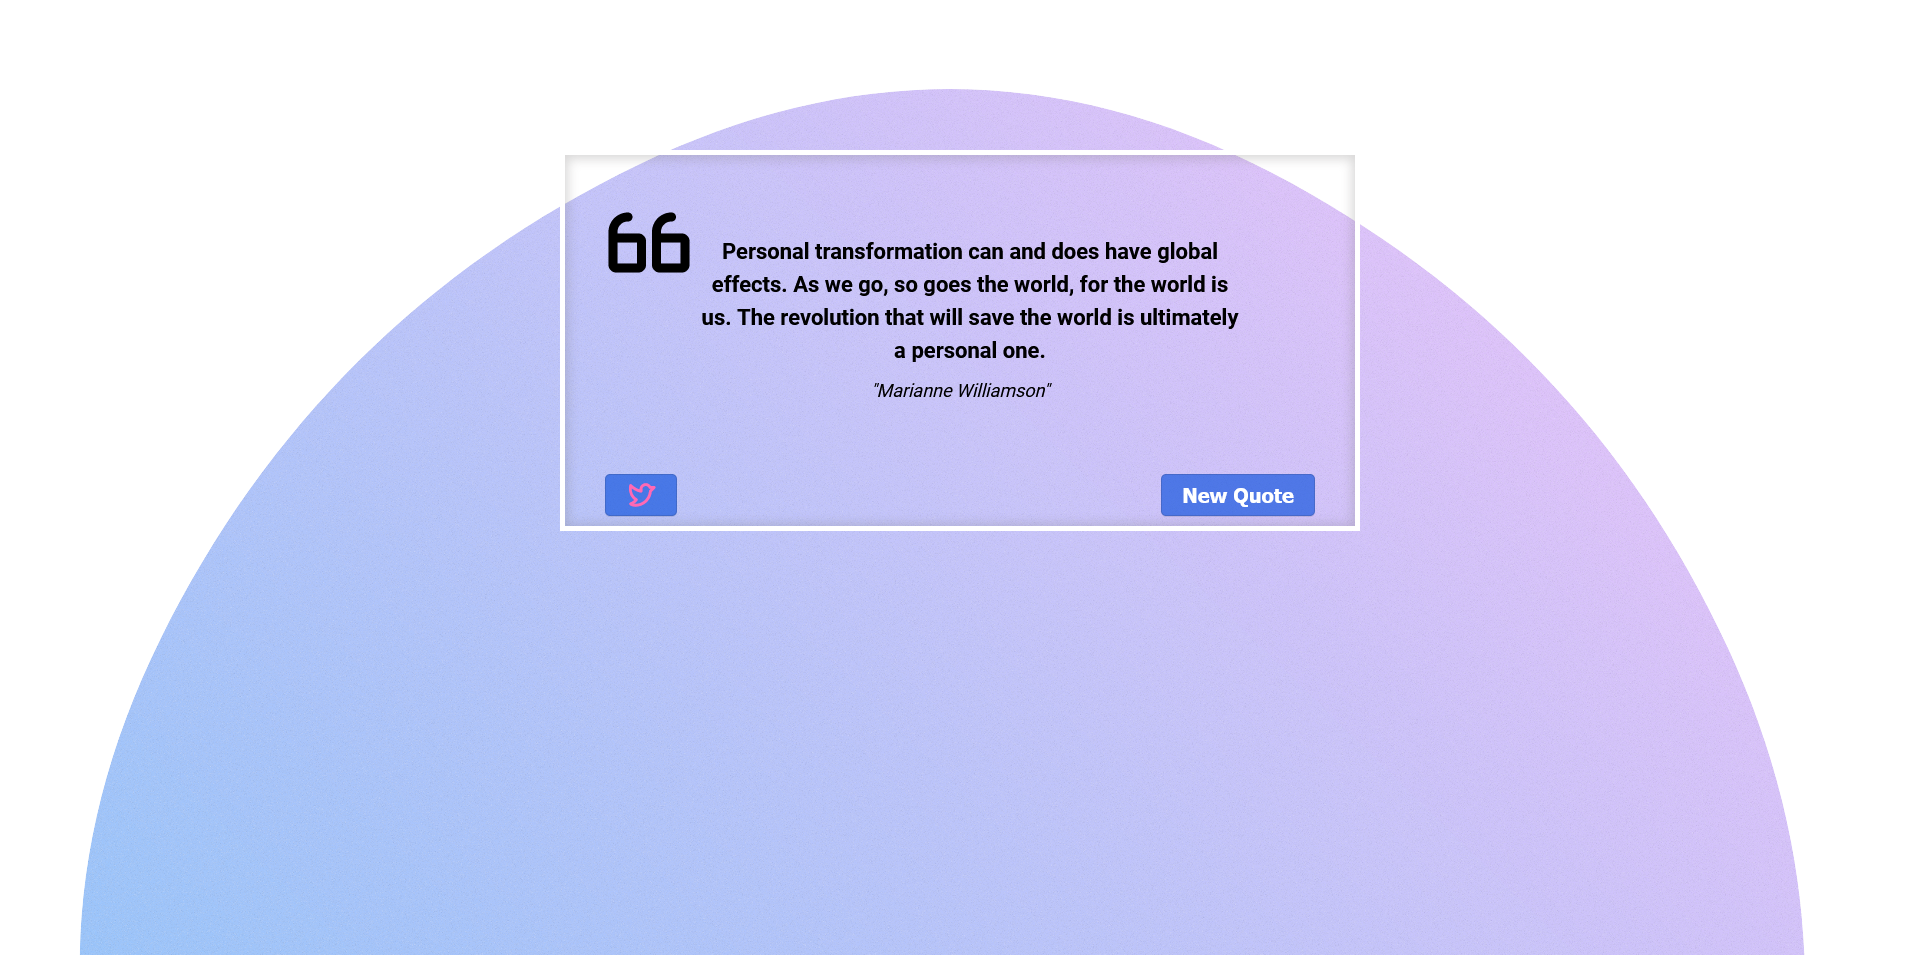 Personal transformation can and does have global
effects. As we go, so goes the world, for the world is
us. The revolution that will save the world is ultimately
a personal one.
"Marianne Williamson"
New Quote